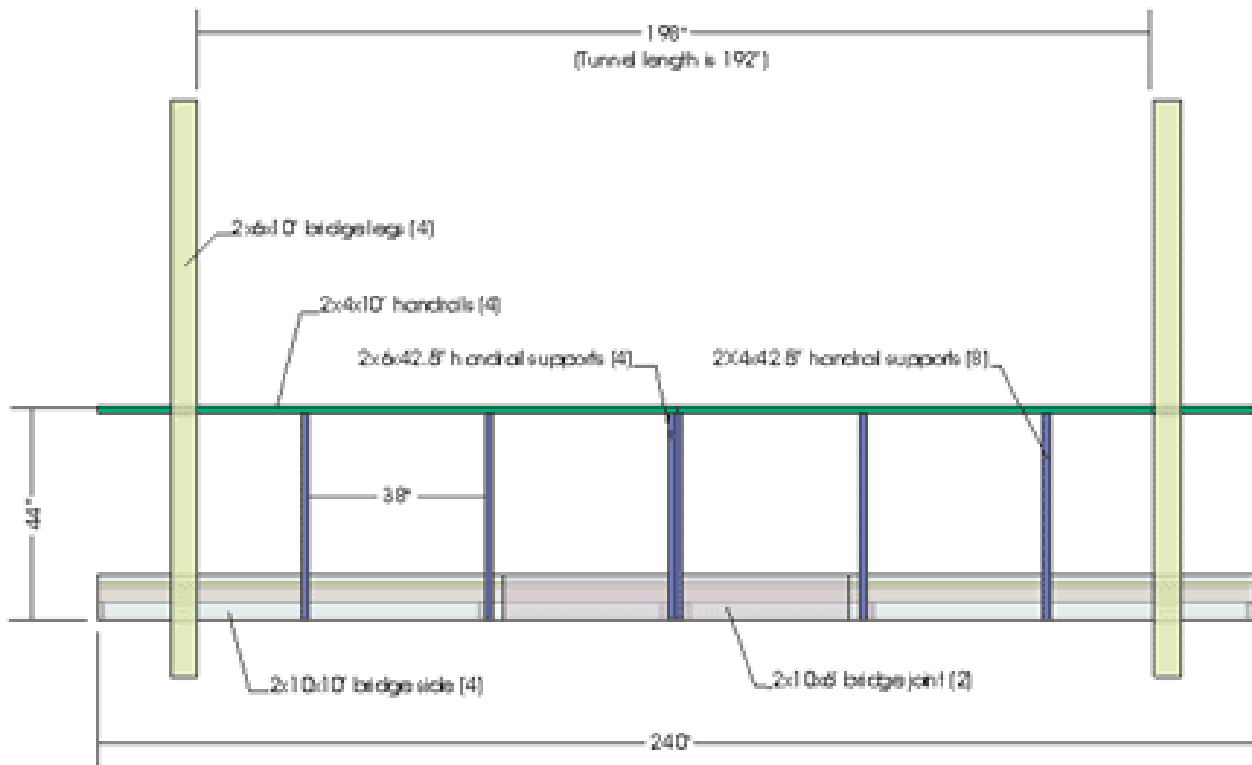 198"
(Tunnel length is 192")
2x6x10' bridge legs (4)
2x4x10' handrails (4)
2x6x42.8" handrail supports (4)
2X4x42.8" handrail supports (8)
38"
44"
2x10x10' bridge side (4)
2x10x6' bridge joint (2)
240"